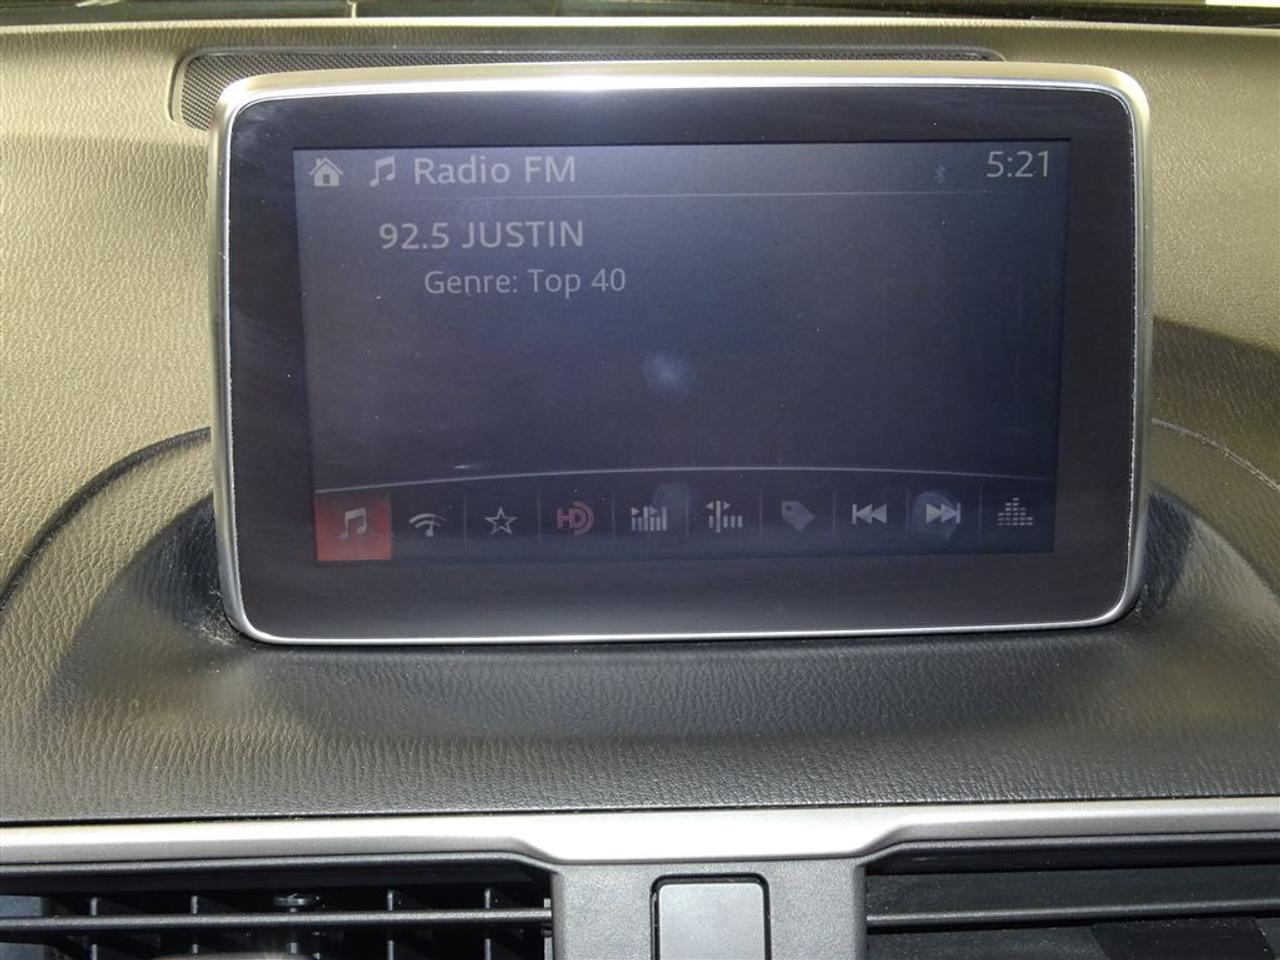 Radio FM
5:21
92.5 JUSTIN
Genre: Top 40
HD